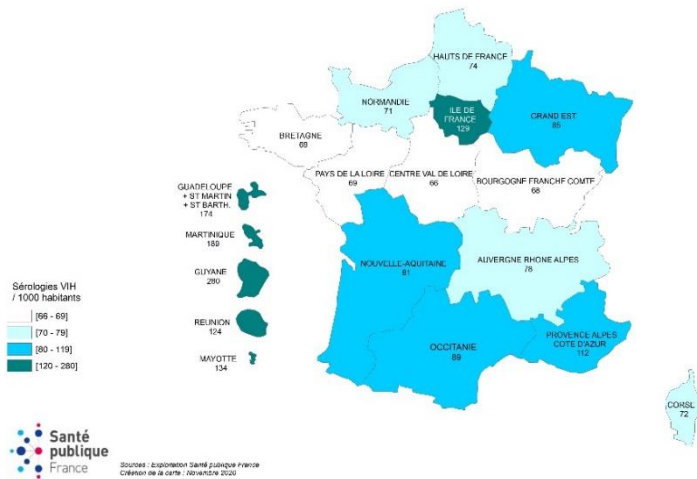 HAUTS DE FRANCE
74
NORMANDIE
71
ILE DE
FRANCE
129
GRAND EST
85
BRETAGNE
69
PAYS DE LA LOIRE
69
CENTRE VAL DE LOIRE
66
BOURGOGNE FRANCHE COMTE
68
GUADELOUPE
+ ST MARTIN
+ ST BARTH.
174
MARTINIQUE
189
GUYANE
280
REUNION
124
MAYOTTE
134
NOUVELLE-AQUITAINE
81
AUVERGNE RHONE ALPES
78
OCCITANIE
89
PROVENCE ALPES
COTE D'AZUR
112
CORSE
72
Sérologies VIH
/ 1000 habitants
[66 - 69]
[70 - 79]
[80 - 119]
[120 - 280]
Santé
publique
France
Sources : Exploitation Santé publique France
Création de la carte : Novembre 2020